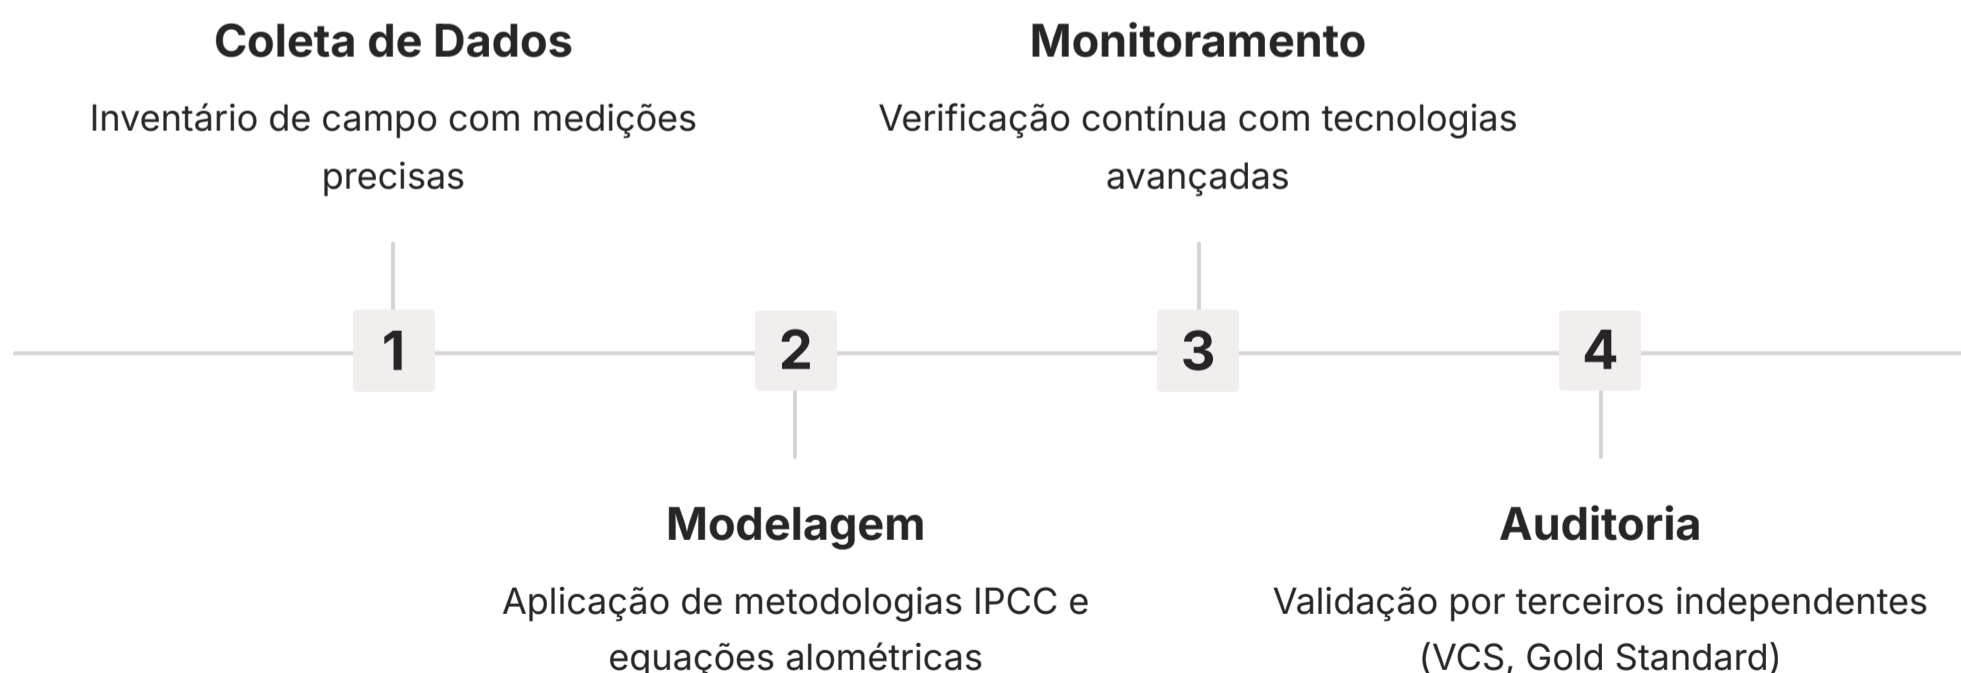 Coleta de Dados
Inventário de campo com medições
precisas
Monitoramento
Verificação contínua com tecnologias
avançadas
1
2
3
4
Modelagem
Aplicação de metodologias IPCC e
equações alométricas
Auditoria
Validação por terceiros independentes
(VCS, Gold Standard)